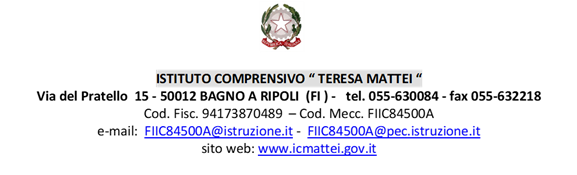 ISTITUTO COMPRENSIVO “ TERESA MATTEI “
Via del Pratello 15 - 50012 BAGNO A RIPOLI (FI ) - tel. 055-630084 - fax 055-632218
Cod. Fisc. 94173870489 – Cod. Mecc. FIIC84500A
e-mail: FIIC84500A@istruzione.it - FIIC84500A@pec.istruzione.it
sito web: www.icmattei.gov.it